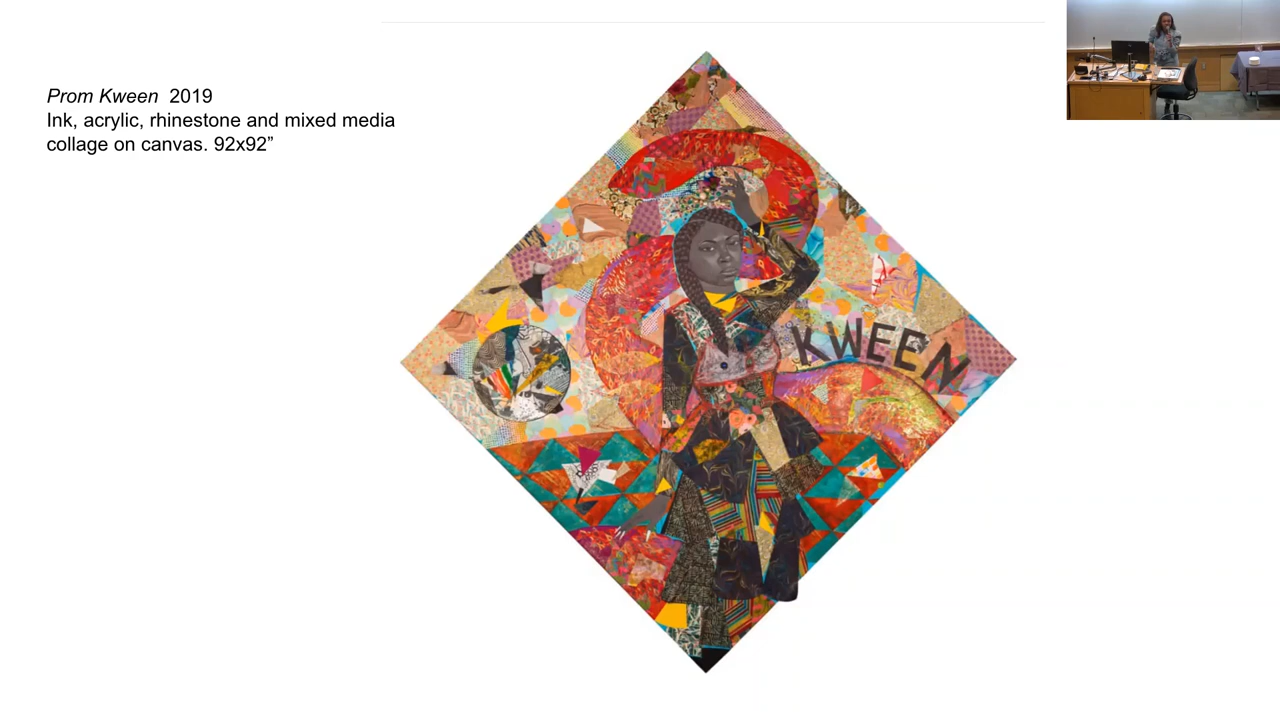 Prom Kween 2019
Ink, acrylic, rhinestone and mixed media
collage on canvas. 92x92”
KWEEN